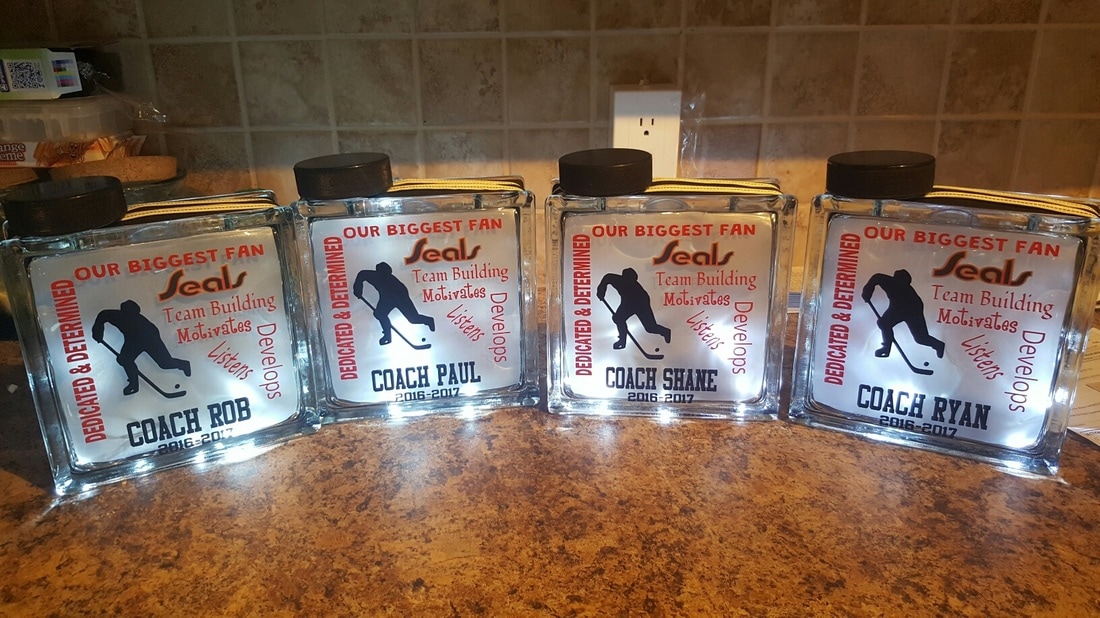 ange
eme
OUR BIGGEST FAN
DEDICATED & DETERMINED
Seals
Team Building
Motivates
Listens
Develops
COACH ROB
2016-2017
OUR BIGGEST FAN
DEDICATED & DETERMINED
Seals
Team Building
Motivates
Listens
Develops
COACH PAUL
2016-2017
OUR BIGGEST FAN
DEDICATED & DETERMINED
Seals
Team Building
Motivates
Listens
Develops
COACH SHANE
2016-2017
OUR BIGGEST FAN
DEDICATED & DETERMINED
Seals
Team Building
Motivates
Listens
Develops
COACH RYAN
2016-2017